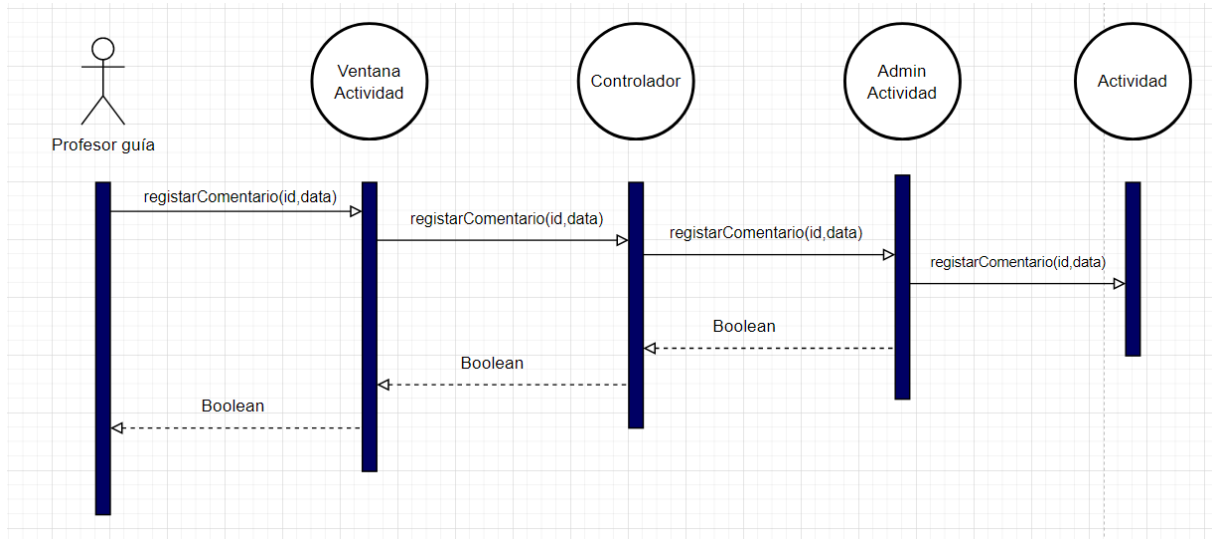 Ventana
Actividad
Controlador
Admin
Actividad
Actividad
Profesor guía
registarComentario(id,data)
registarComentario(id,data)
registarComentario(id,data)
registarComentario(id,data)
Boolean
Boolean
Boolean